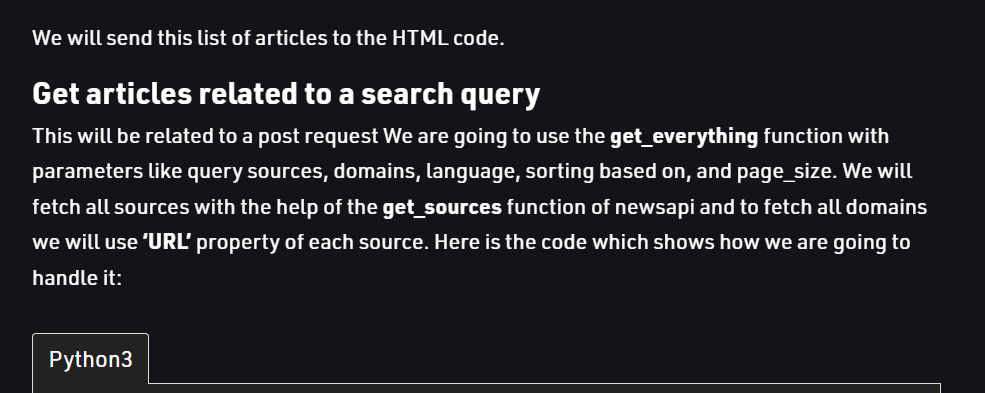 We will send this list of articles to the HTML code.
Get articles related to a search query
This will be related to a post request We are going to use the get_everything function with
parameters like query sources, domains, language, sorting based on, and page_size. We will
fetch all sources with the help of the get_sources function of newsapi and to fetch all domains
we will use ‘URL’ property of each source. Here is the code which shows how we are going to
handle it:
Python3